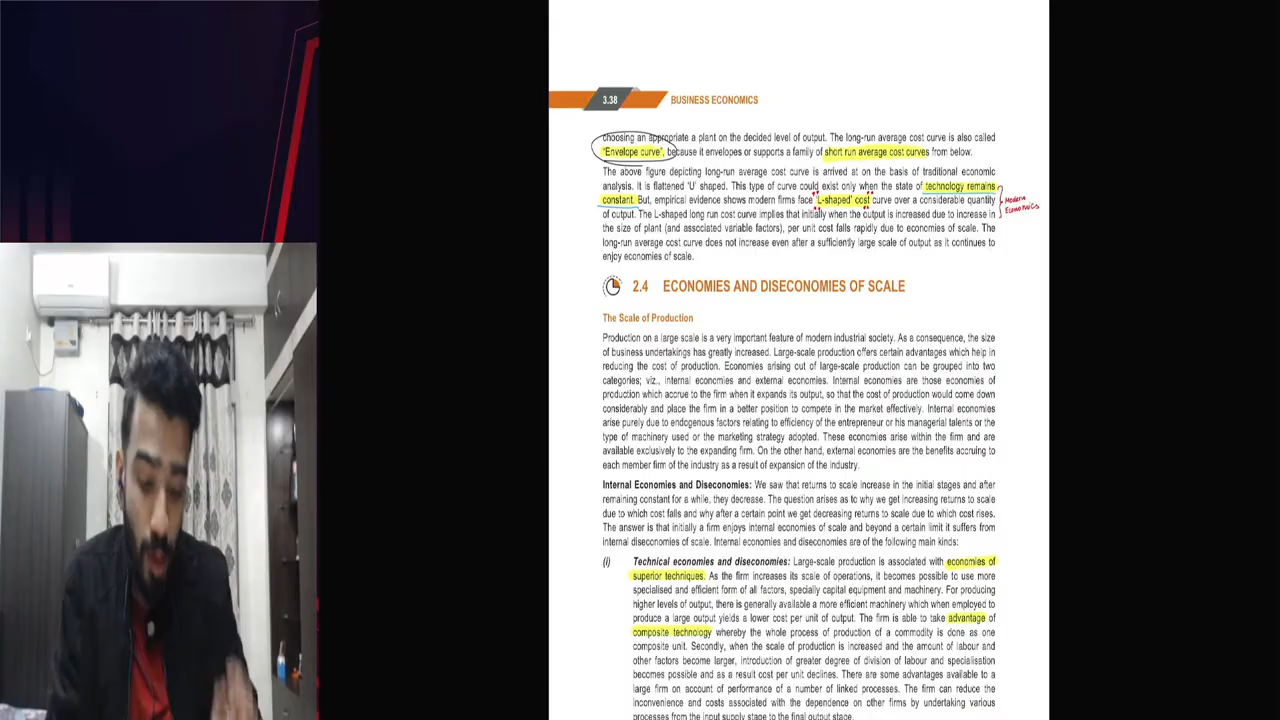 3.38 BUSINESS ECONOMICS
choosing an appropriate a plant on the decided level of output. The long-run average cost curve is also called
"Envelope curve", because it envelopes or supports a family of short run average cost curves from below.
The above figure depicting long-run average cost curve is arrived at on the basis of traditional economic
analysis. It is flattened 'U' shaped. This type of curve could exist only when the state of technology remains
constant. But, empirical evidence shows modern firms face 'L-shaped' cost curve over a considerable quantity
of output. The L-shaped long run cost curve implies that initially when the output is increased due to increase in
the size of plant (and associated variable factors), per unit cost falls rapidly due to economies of scale. The
long-run average cost curve does not increase even after a sufficiently large scale of output as it continues to
enjoy economies of scale.
Modern
Economics
2.4 ECONOMIES AND DISECONOMIES OF SCALE
The Scale of Production
Production on a large scale is a very important feature of modern industrial society. As a consequence, the size
of business undertakings has greatly increased. Large-scale production offers certain advantages which help in
reducing the cost of production. Economies arising out of large-scale production can be grouped into two
categories; viz., internal economies and external economies. Internal economies are those economies of
production which accrue to the firm when it expands its output, so that the cost of production would come down
considerably and place the firm in a better position to compete in the market effectively. Internal economies
arise purely due to endogenous factors relating to efficiency of the entrepreneur or his managerial talents or the
type of machinery used or the marketing strategy adopted. These economies arise within the firm and are
available exclusively to the expanding firm. On the other hand, external economies are the benefits accruing to
each member firm of the industry as a result of expansion of the industry.
Internal Economies and Diseconomies: We saw that returns to scale increase in the initial stages and after
remaining constant for a while, they decrease. The question arises as to why we get increasing returns to scale
due to which cost falls and why after a certain point we get decreasing returns to scale due to which cost rises.
The answer is that initially a firm enjoys internal economies of scale and beyond a certain limit it suffers from
internal diseconomies of scale. Internal economies and diseconomies are of the following main kinds:
(i) Technical economies and diseconomies: Large-scale production is associated with economies of
superior techniques. As the firm increases its scale of operations, it becomes possible to use more
specialised and efficient form of all factors, specially capital equipment and machinery. For producing
higher levels of output, there is generally available a more efficient machinery which when employed to
produce a large output yields a lower cost per unit of output. The firm is able to take advantage of
composite technology whereby the whole process of production of a commodity is done as one
composite unit. Secondly, when the scale of production is increased and the amount of labour and
other factors become larger, introduction of greater degree of division of labour and specialisation
becomes possible and as a result cost per unit declines. There are some advantages available to a
large firm on account of performance of a number of linked processes. The firm can reduce the
inconvenience and costs associated with the dependence on other firms by undertaking various
processes from the input supply stage to the final output stage.